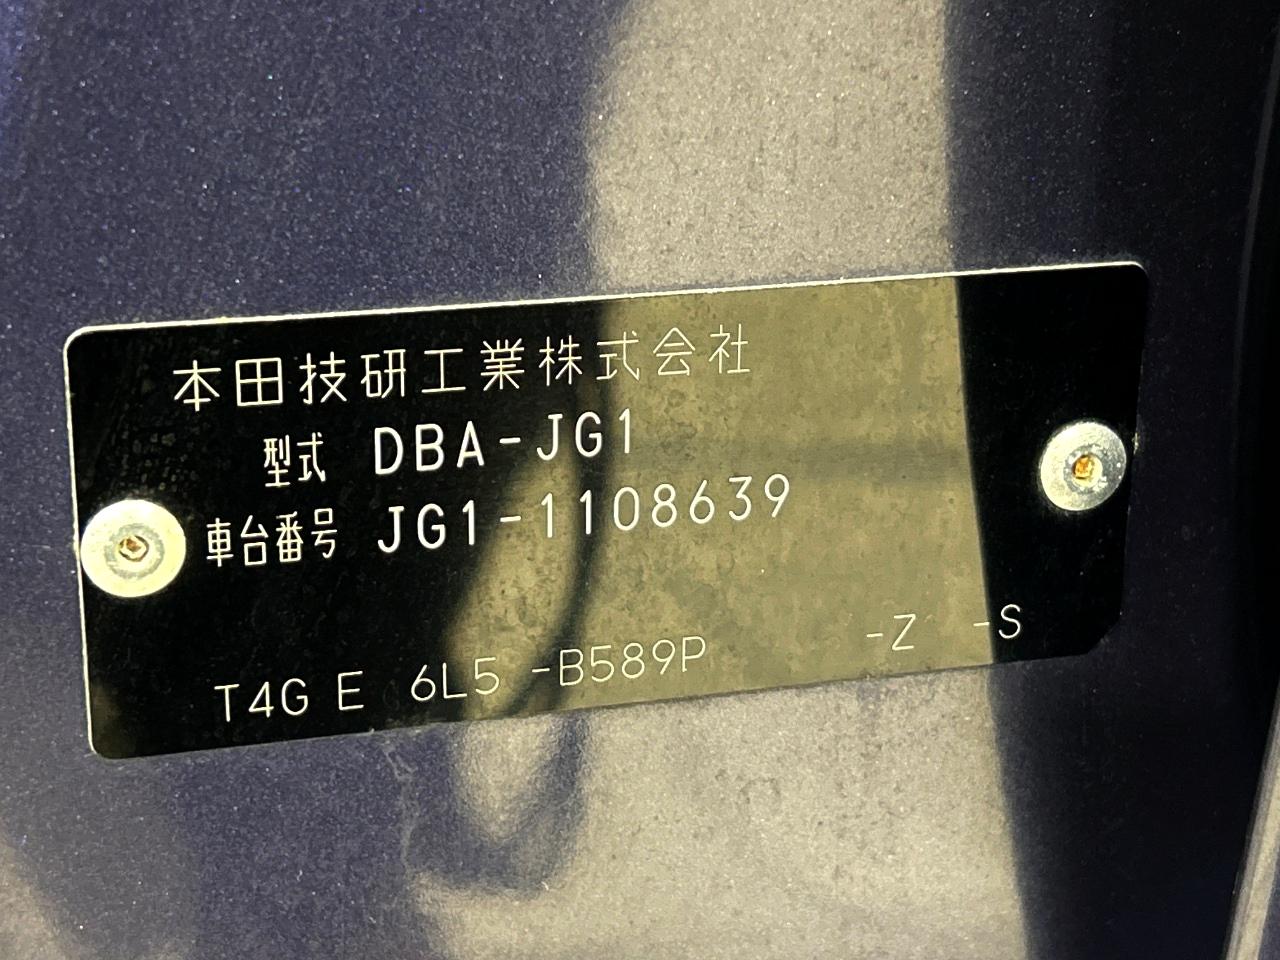 本田技研工業株式会社
型式 DBA-JG1
車台番号 JG1-1108639
T4G E 6L5 -B589P -Z -S